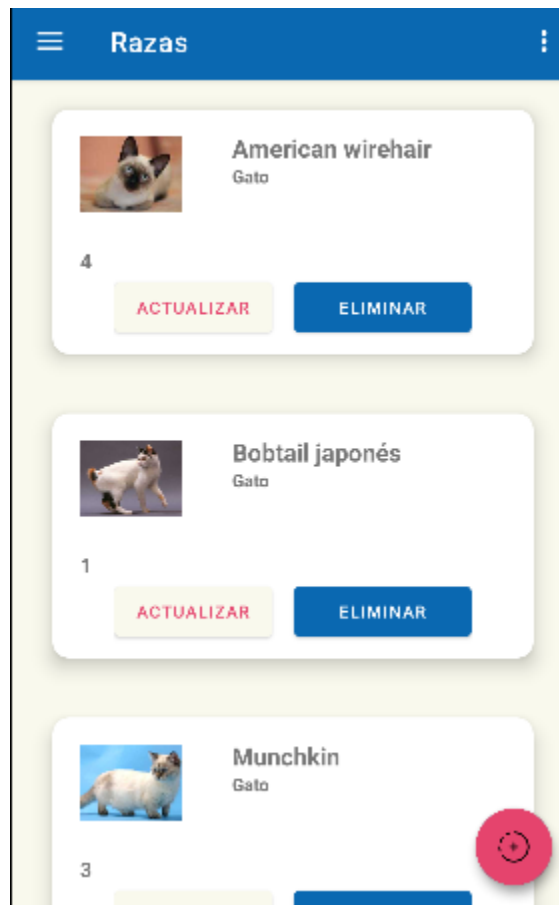 Razas
American wirehair
Gato
4
ACTUALIZAR ELIMINAR
Bobtail japonés
Gato
1
ACTUALIZAR ELIMINAR
Munchkin
Gato
3